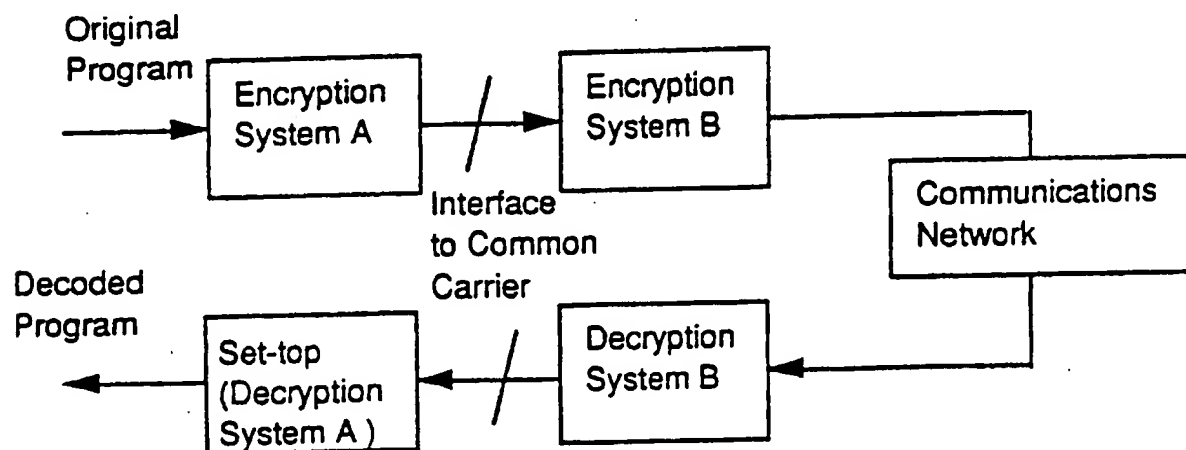 Original
Program
Encryption
System A
Encryption
System B
Interface
to Common
Carrier
Communications
Network
Decoded
Program
Set-top
(Decryption
System A )
Decryption
System B